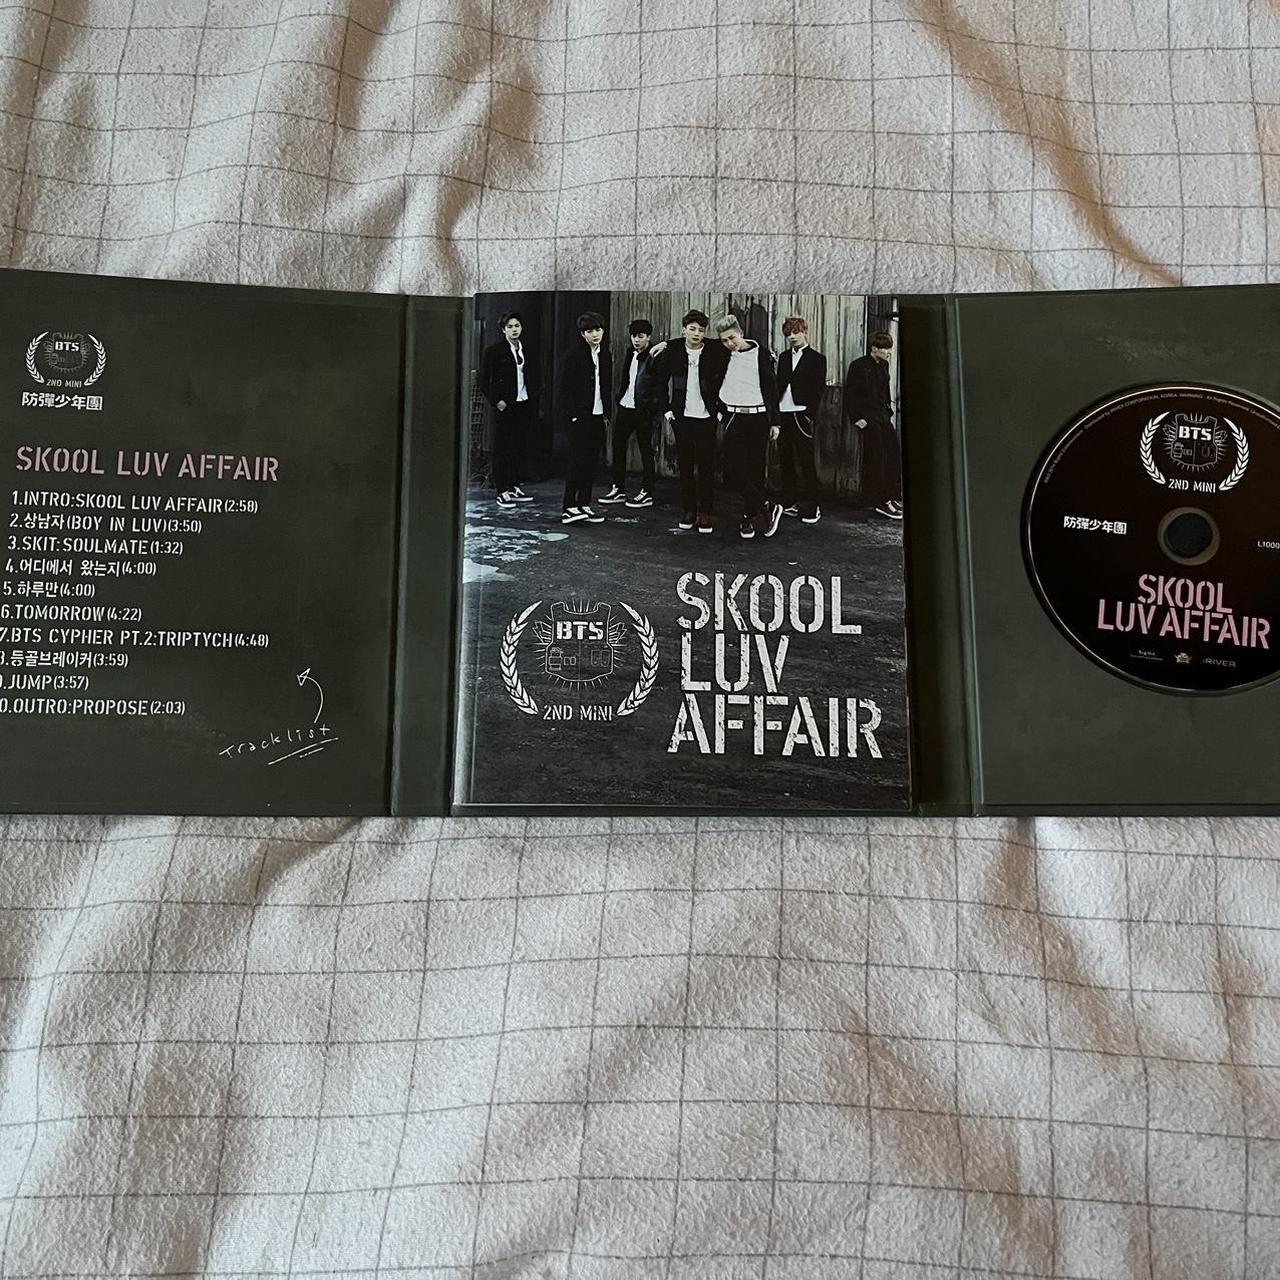 BTS
2ND MINI
防彈少年團
SKOOL LUV AFFAIR
1.INTRO:SKOOL LUV AFFAIR(2:58)
2.상남자(BOY IN LUV)(3:50)
3.SKIT:SOULMATE(1:32)
4.어디에서 왔는지(4:00)
5.하루만(4:00)
6.TOMORROW(4:22)
7.BTS CYPHER PT.2:TRIPTYCH(4:48)
.등골브레이커(3:59)
.JUMP(3:57)
0.OUTRO:PROPOSE(2:03)
Tracklist
BTS
2ND MINI
SKOOL
LUV
AFFAIR
BTS
2ND MINI
防彈少年團
L1000
SKOOL
LUV AFFAIR
iRIVER